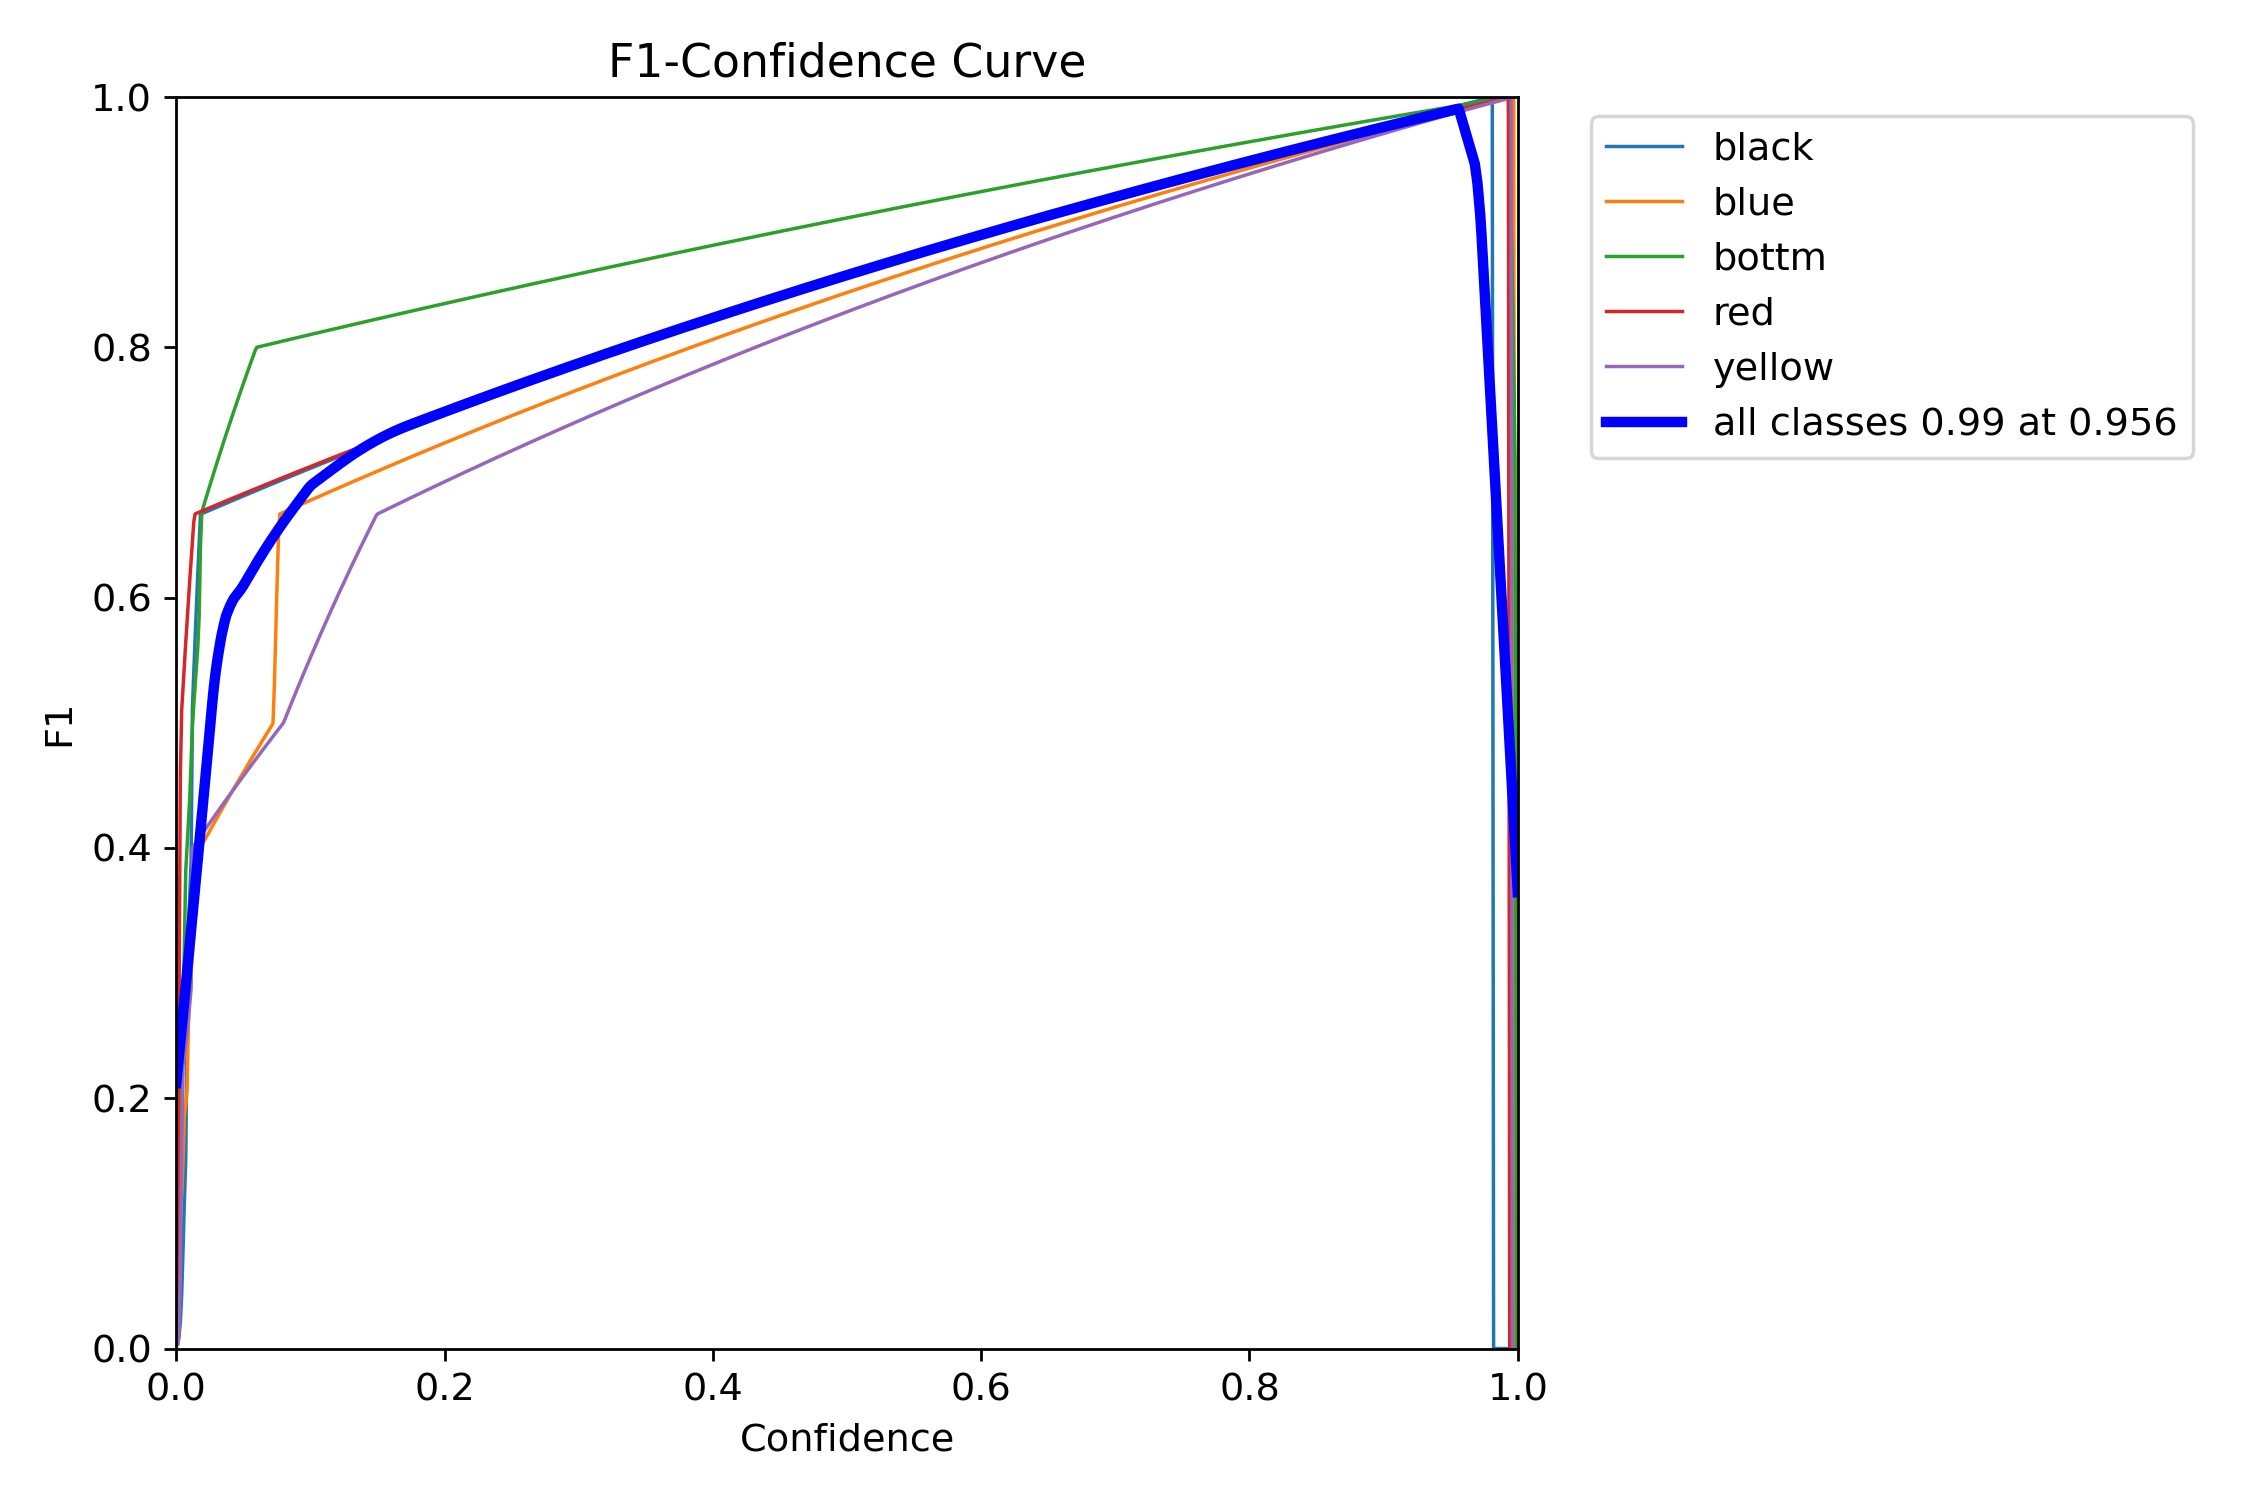 F1-Confidence Curve
1.0
0.8
0.6
0.4
0.2
0.0
F1
0.0 0.2 0.4 0.6 0.8 1.0
Confidence
black
blue
bottm
red
yellow
all classes 0.99 at 0.956